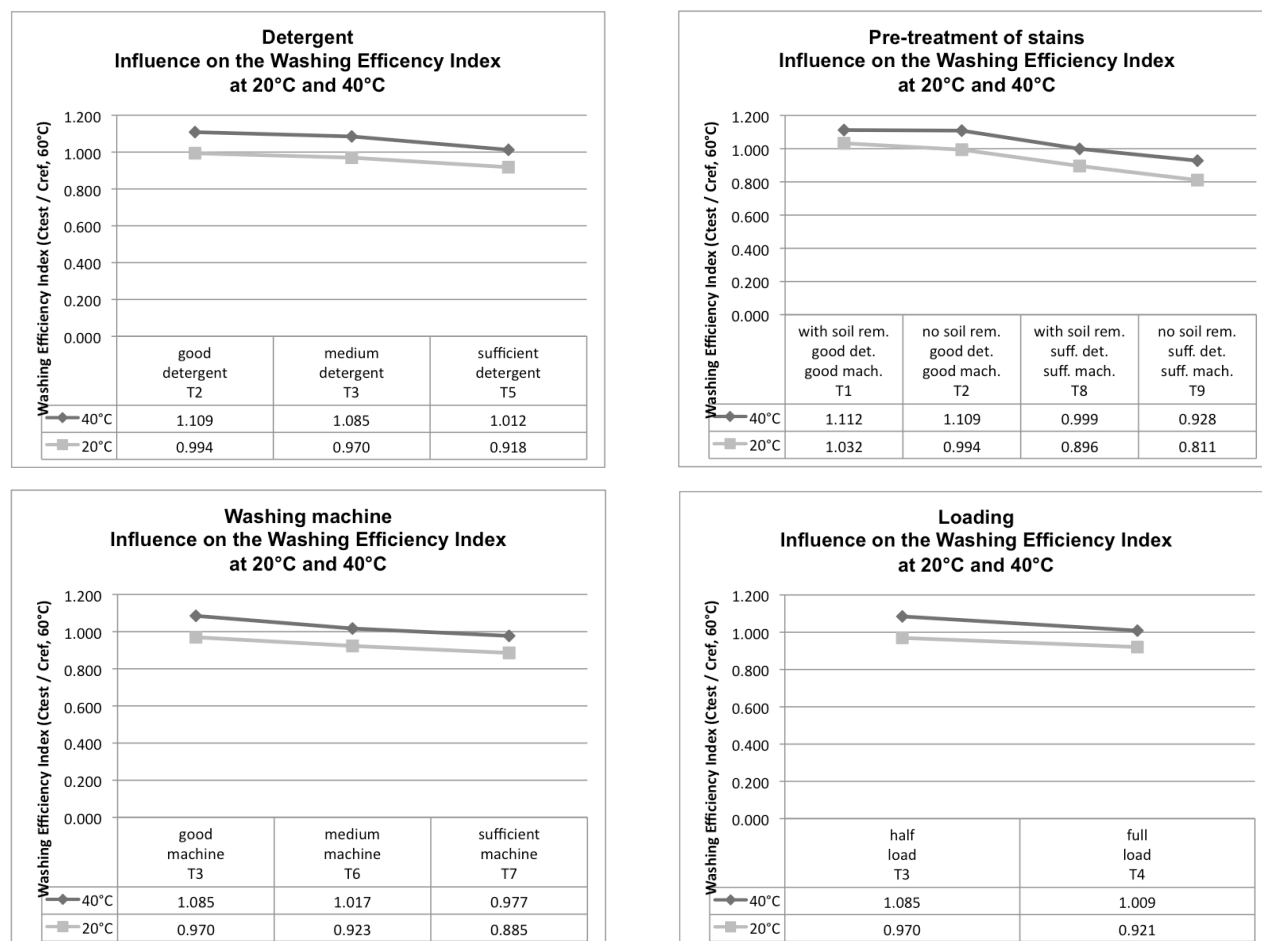 Detergent
Influence on the Washing Efficency Index
at 20°C and 40°C
Washing Efficiency Index (Ctest / Cref, 60°C)
1.200
1.000
0.800
0.600
0.400
0.200
0.000
good detergent T2
medium detergent T3
sufficient detergent T5
40°C 1.109 1.085 1.012
20°C 0.994 0.970 0.918
Pre-treatment of stains
Influence on the Washing Efficiency Index
at 20°C and 40°C
Washing Efficiency Index (Ctest / Cref, 60°C)
1.200
1.000
0.800
0.600
0.400
0.200
0.000
with soil rem. good det. good mach. T1
no soil rem. good det. good mach. T2
with soil rem. suff. det. suff. mach. T8
no soil rem. suff. det. suff. mach. T9
40°C 1.112 1.109 0.999 0.928
20°C 1.032 0.994 0.896 0.811
Washing machine
Influence on the Washing Efficiency Index
at 20°C and 40°C
Washing Efficiency Index (Ctest / Cref, 60°C)
1.200
1.000
0.800
0.600
0.400
0.200
0.000
good machine T3
medium machine T6
sufficient machine T7
40°C 1.085 1.017 0.977
20°C 0.970 0.923 0.885
Loading
Influence on the Washing Efficiency Index
at 20°C and 40°C
Washing Efficiency Index (Ctest / Cref, 60°C)
1.200
1.000
0.800
0.600
0.400
0.200
0.000
half load T3
full load T4
40°C 1.085 1.009
20°C 0.970 0.921